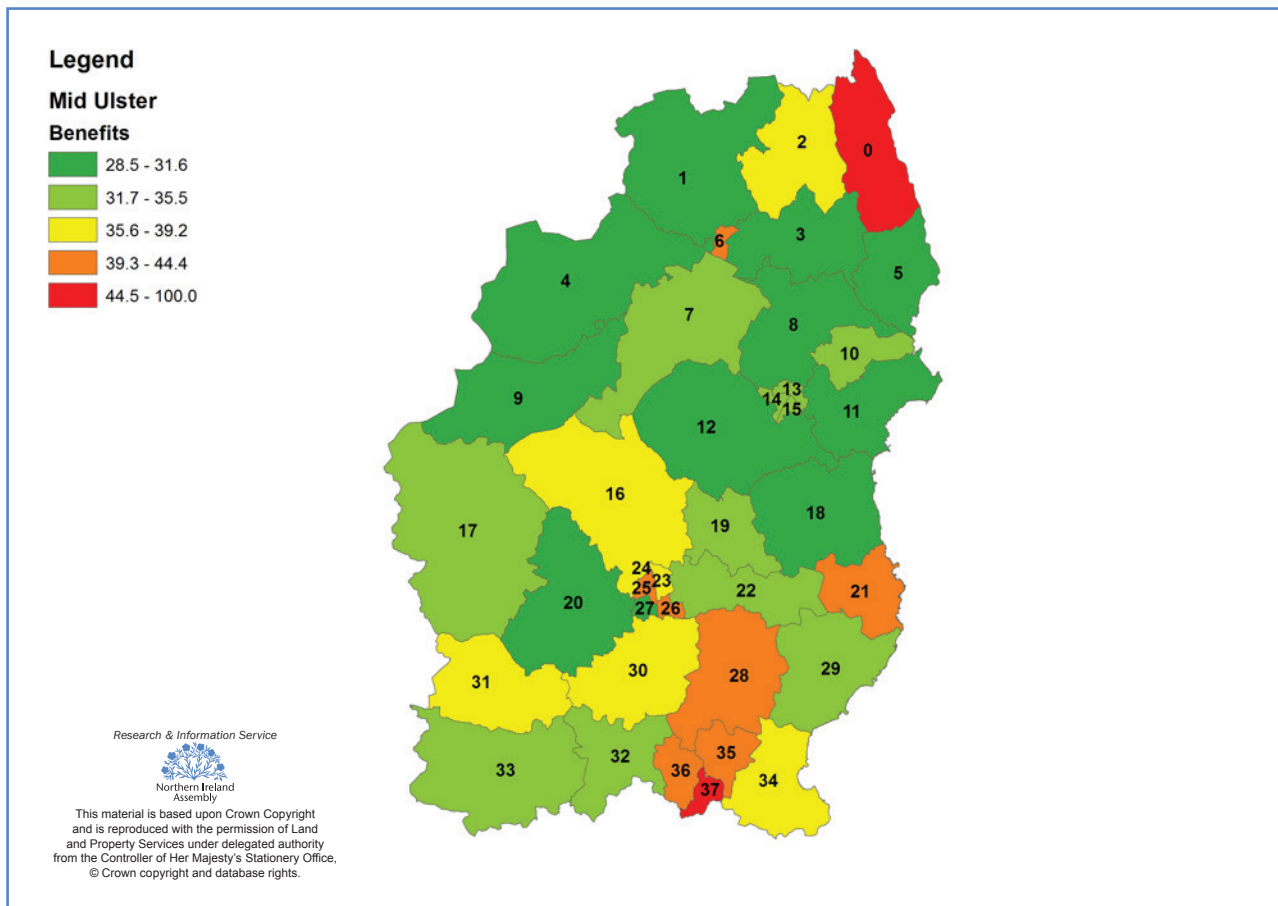 Legend
Mid Ulster
Benefits
28.5 - 31.6
31.7 - 35.5
35.6 - 39.2
39.3 - 44.4
44.5 - 100.0
0
2
1
3
6
5
4
7
8
10
9
13
14
15
11
12
16
17
18
19
24
23
25
22
21
20
27
26
30
28
29
31
32
35
33
36
34
37
Research & Information Service
Northern Ireland
Assembly
This material is based upon Crown Copyright
and is reproduced with the permission of Land
and Property Services under delegated authority
from the Controller of Her Majesty's Stationery Office,
© Crown copyright and database rights.